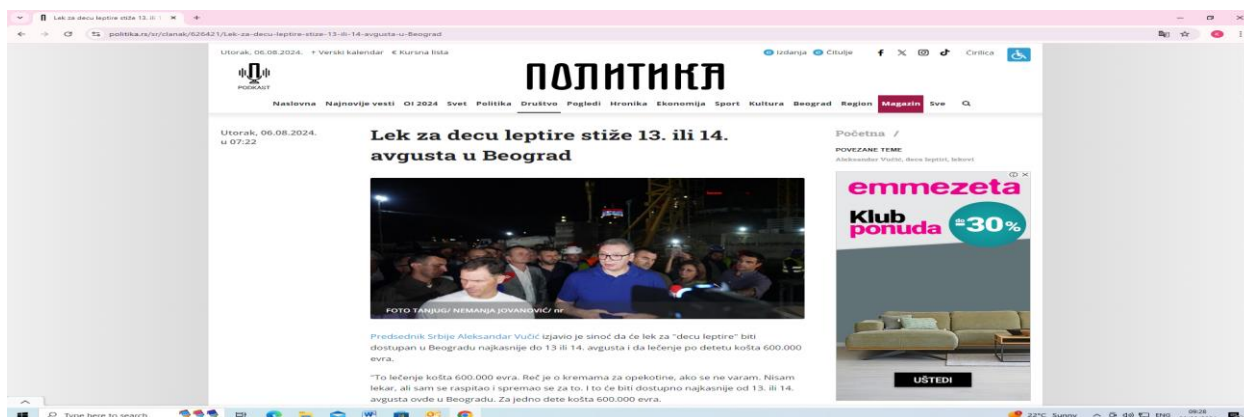 Lek za decu leptire stiže 13. ili 1
politika.rs/sr/clanak/626421/Lek-za-decu-leptire-stize-13-ili-14-avgusta-u-Beograd
Utorak, 06.08.2024. Verski kalendar € Kursna lista
Izdanja Čitulje Ćirilica
PODKAST
ПОЛИТИКА
Naslovna Najnovije vesti OI 2024 Svet Politika Društvo Pogledi Hronika Ekonomija Sport Kultura Beograd Region Magazin Sve
Utorak, 06.08.2024.
u 07:22
Lek za decu leptire stiže 13. ili 14.
avgusta u Beograd
FOTO TANJUG/ NEMANJA JOVANOVIĆ/ nr
Predsednik Srbije Aleksandar Vučić izjavio je sinoć da će lek za "decu leptire" biti
dostupan u Beogradu najkasnije do 13 ili 14. avgusta i da lečenje po detetu košta 600.000
evra.
"To lečenje košta 600.000 evra. Reč je o kremama za opekotine, ako se ne varam. Nisam
lekar, ali sam se raspitao i spremao se za to. I to će biti dostupno najkasnije od 13. ili 14.
avgusta ovde u Beogradu. Za jedno dete košta 600.000 evra.
Početna /
POVEZANE TEME
Aleksandar Vučić, deca leptiri, lekovi
emmezeta
Klub
ponuda
do -30%
UŠTEDI
Type here to search
22°C Sunny
ENG
09:28